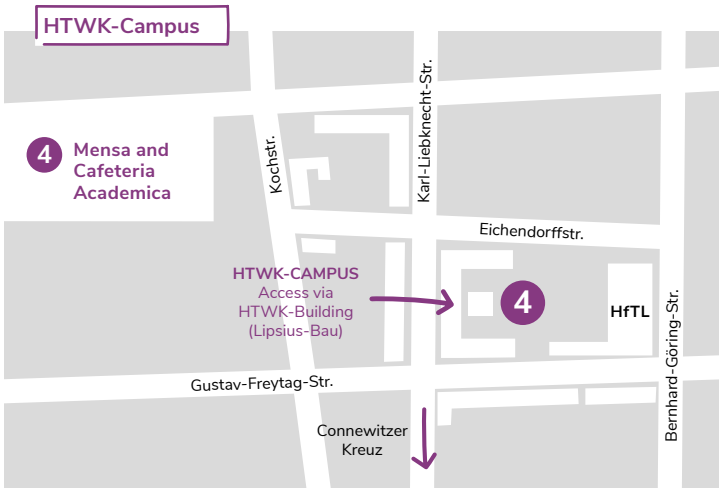 HTWK-Campus
4
Mensa and
Cafeteria
Academica
Kochstr.
Karl-Liebknecht-Str.
Eichendorffstr.
HTWK-CAMPUS
Access via
HTWK-Building
(Lipsius-Bau)
4
HfTL
Bernhard-Göring-Str.
Gustav-Freytag-Str.
Connewitzer
Kreuz